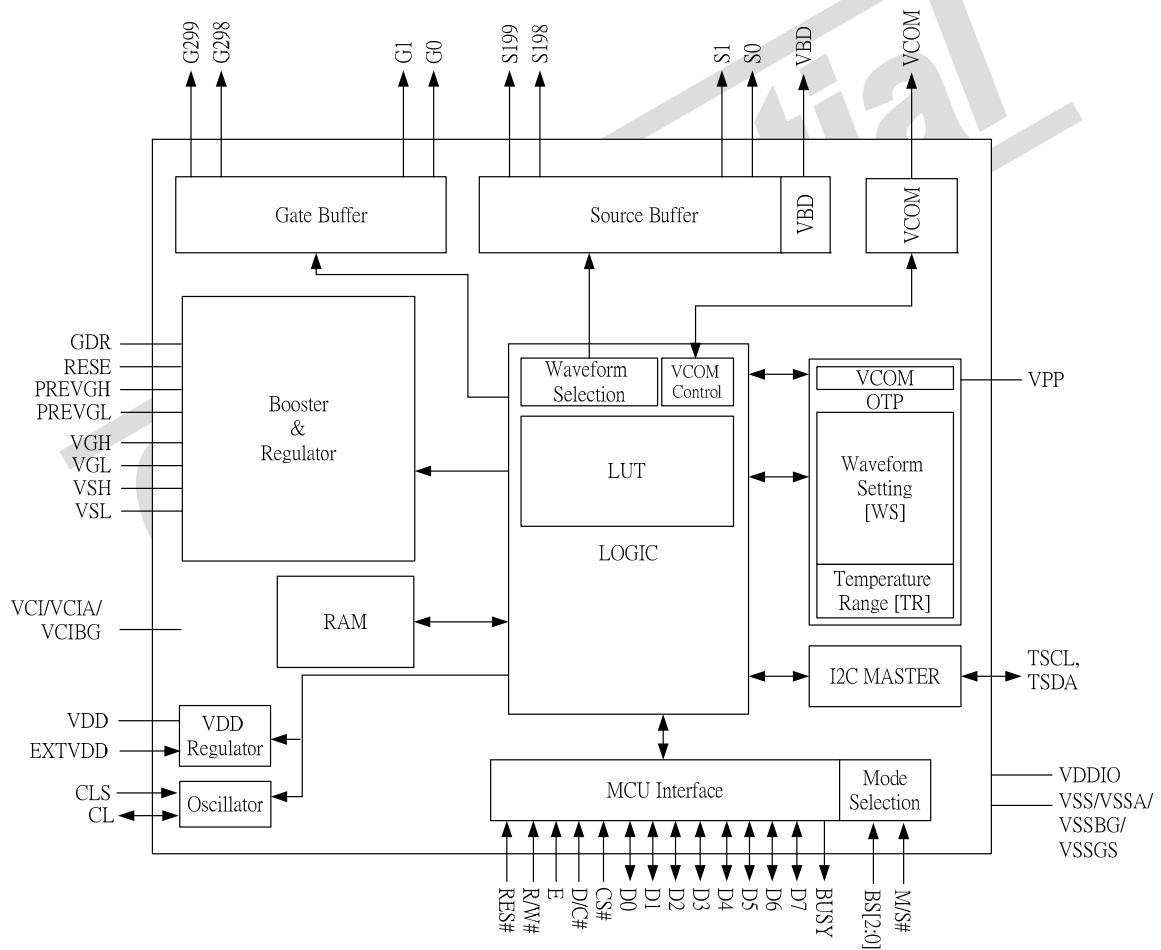 G299
G298
G1
G0
S199
S198
S1
S0
VBD
VCOM
Gate Buffer
Source Buffer
VBD
VCOM
GDR
RESE
PREVGH
PREVGL
VGH
VGL
VSH
VSL
Booster
&
Regulator
Waveform
Selection
VCOM
Control
LUT
LOGIC
VCOM
OTP
Waveform
Setting
[WS]
Temperature
Range [TR]
VPP
VCI/VCIA/
VCIBG
RAM
I2C MASTER
TSCL,
TSDA
VDD
EXTVDD
VDD
Regulator
CLS
CL
Oscillator
MCU Interface
Mode
Selection
VDDIO
VSS/VSSA/
VSSBG/
VSSGS
RES#
R/W#
E
D/C#
CS#
D0
D1
D2
D3
D4
D5
D6
D7
BUSY
BS[2:0]
M/S#
tial